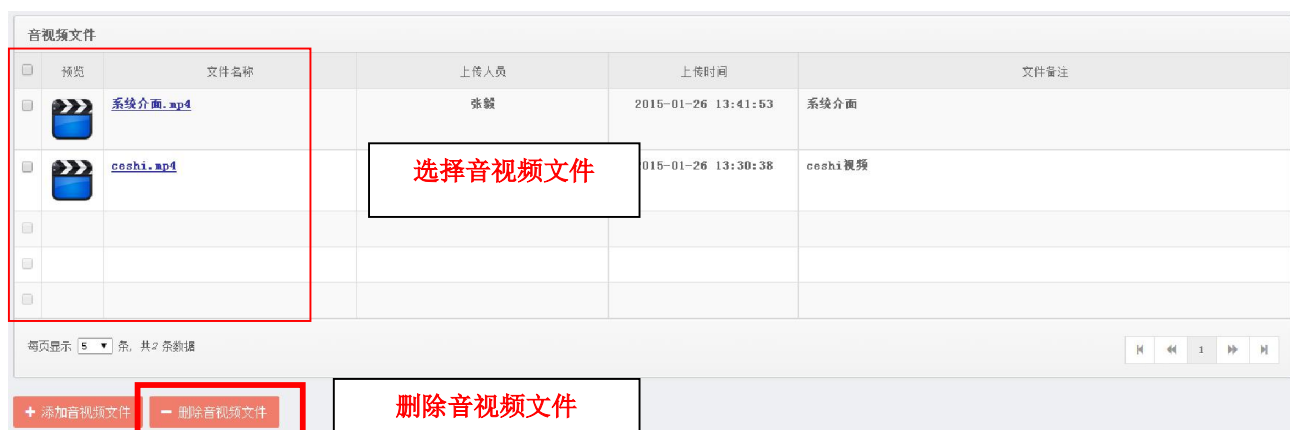 音视频文件
预览 文件名称 上传人员 上传时间 文件备注
系统介面.mp4 张毅 2015-01-26 13:41:53 系统介面
ceshi.mp4 2015-01-26 13:30:38 ceshi视频
选择音视频文件
每页显示 5 条, 共2 条数据 1
添加音视频文件 删除音视频文件
删除音视频文件